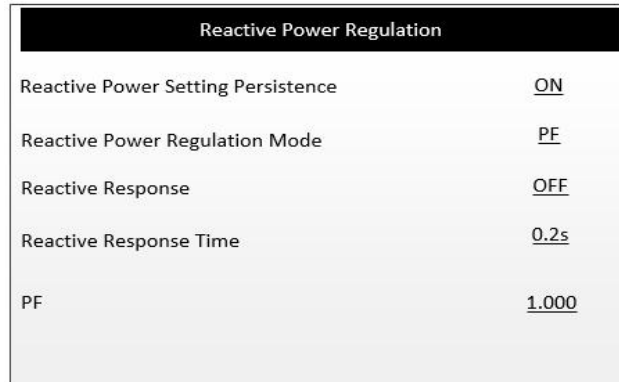 Reactive Power Regulation
Reactive Power Setting Persistence ON
Reactive Power Regulation Mode PF
Reactive Response OFF
Reactive Response Time 0.2s
PF 1.000